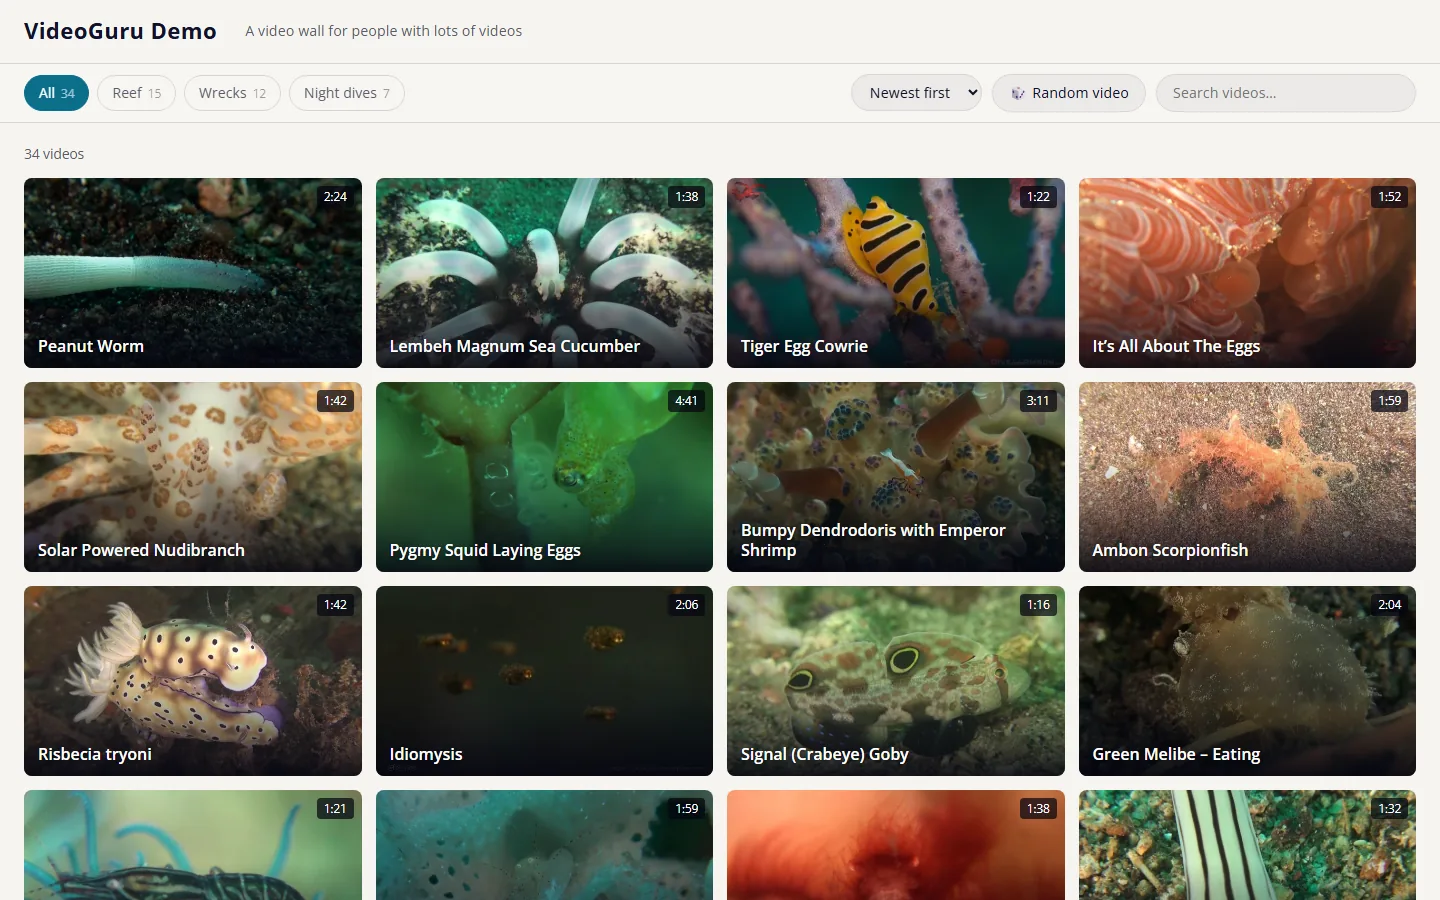 VideoGuru Demo
A video wall for people with lots of videos
All 34
Reef 15
Wrecks 12
Night dives 7
Newest first
Random video
Search videos...
34 videos
2:24
Peanut Worm
1:38
Lembeh Magnum Sea Cucumber
1:22
Tiger Egg Cowrie
1:52
It’s All About The Eggs
1:42
Solar Powered Nudibranch
4:41
Pygmy Squid Laying Eggs
3:11
Bumpy Dendrodoris with Emperor
Shrimp
1:59
Ambon Scorpionfish
1:42
Risbecia tryoni
2:06
Idiomysis
1:16
Signal (Crabeye) Goby
2:04
Green Melibe – Eating
1:21
1:59
1:38
1:32